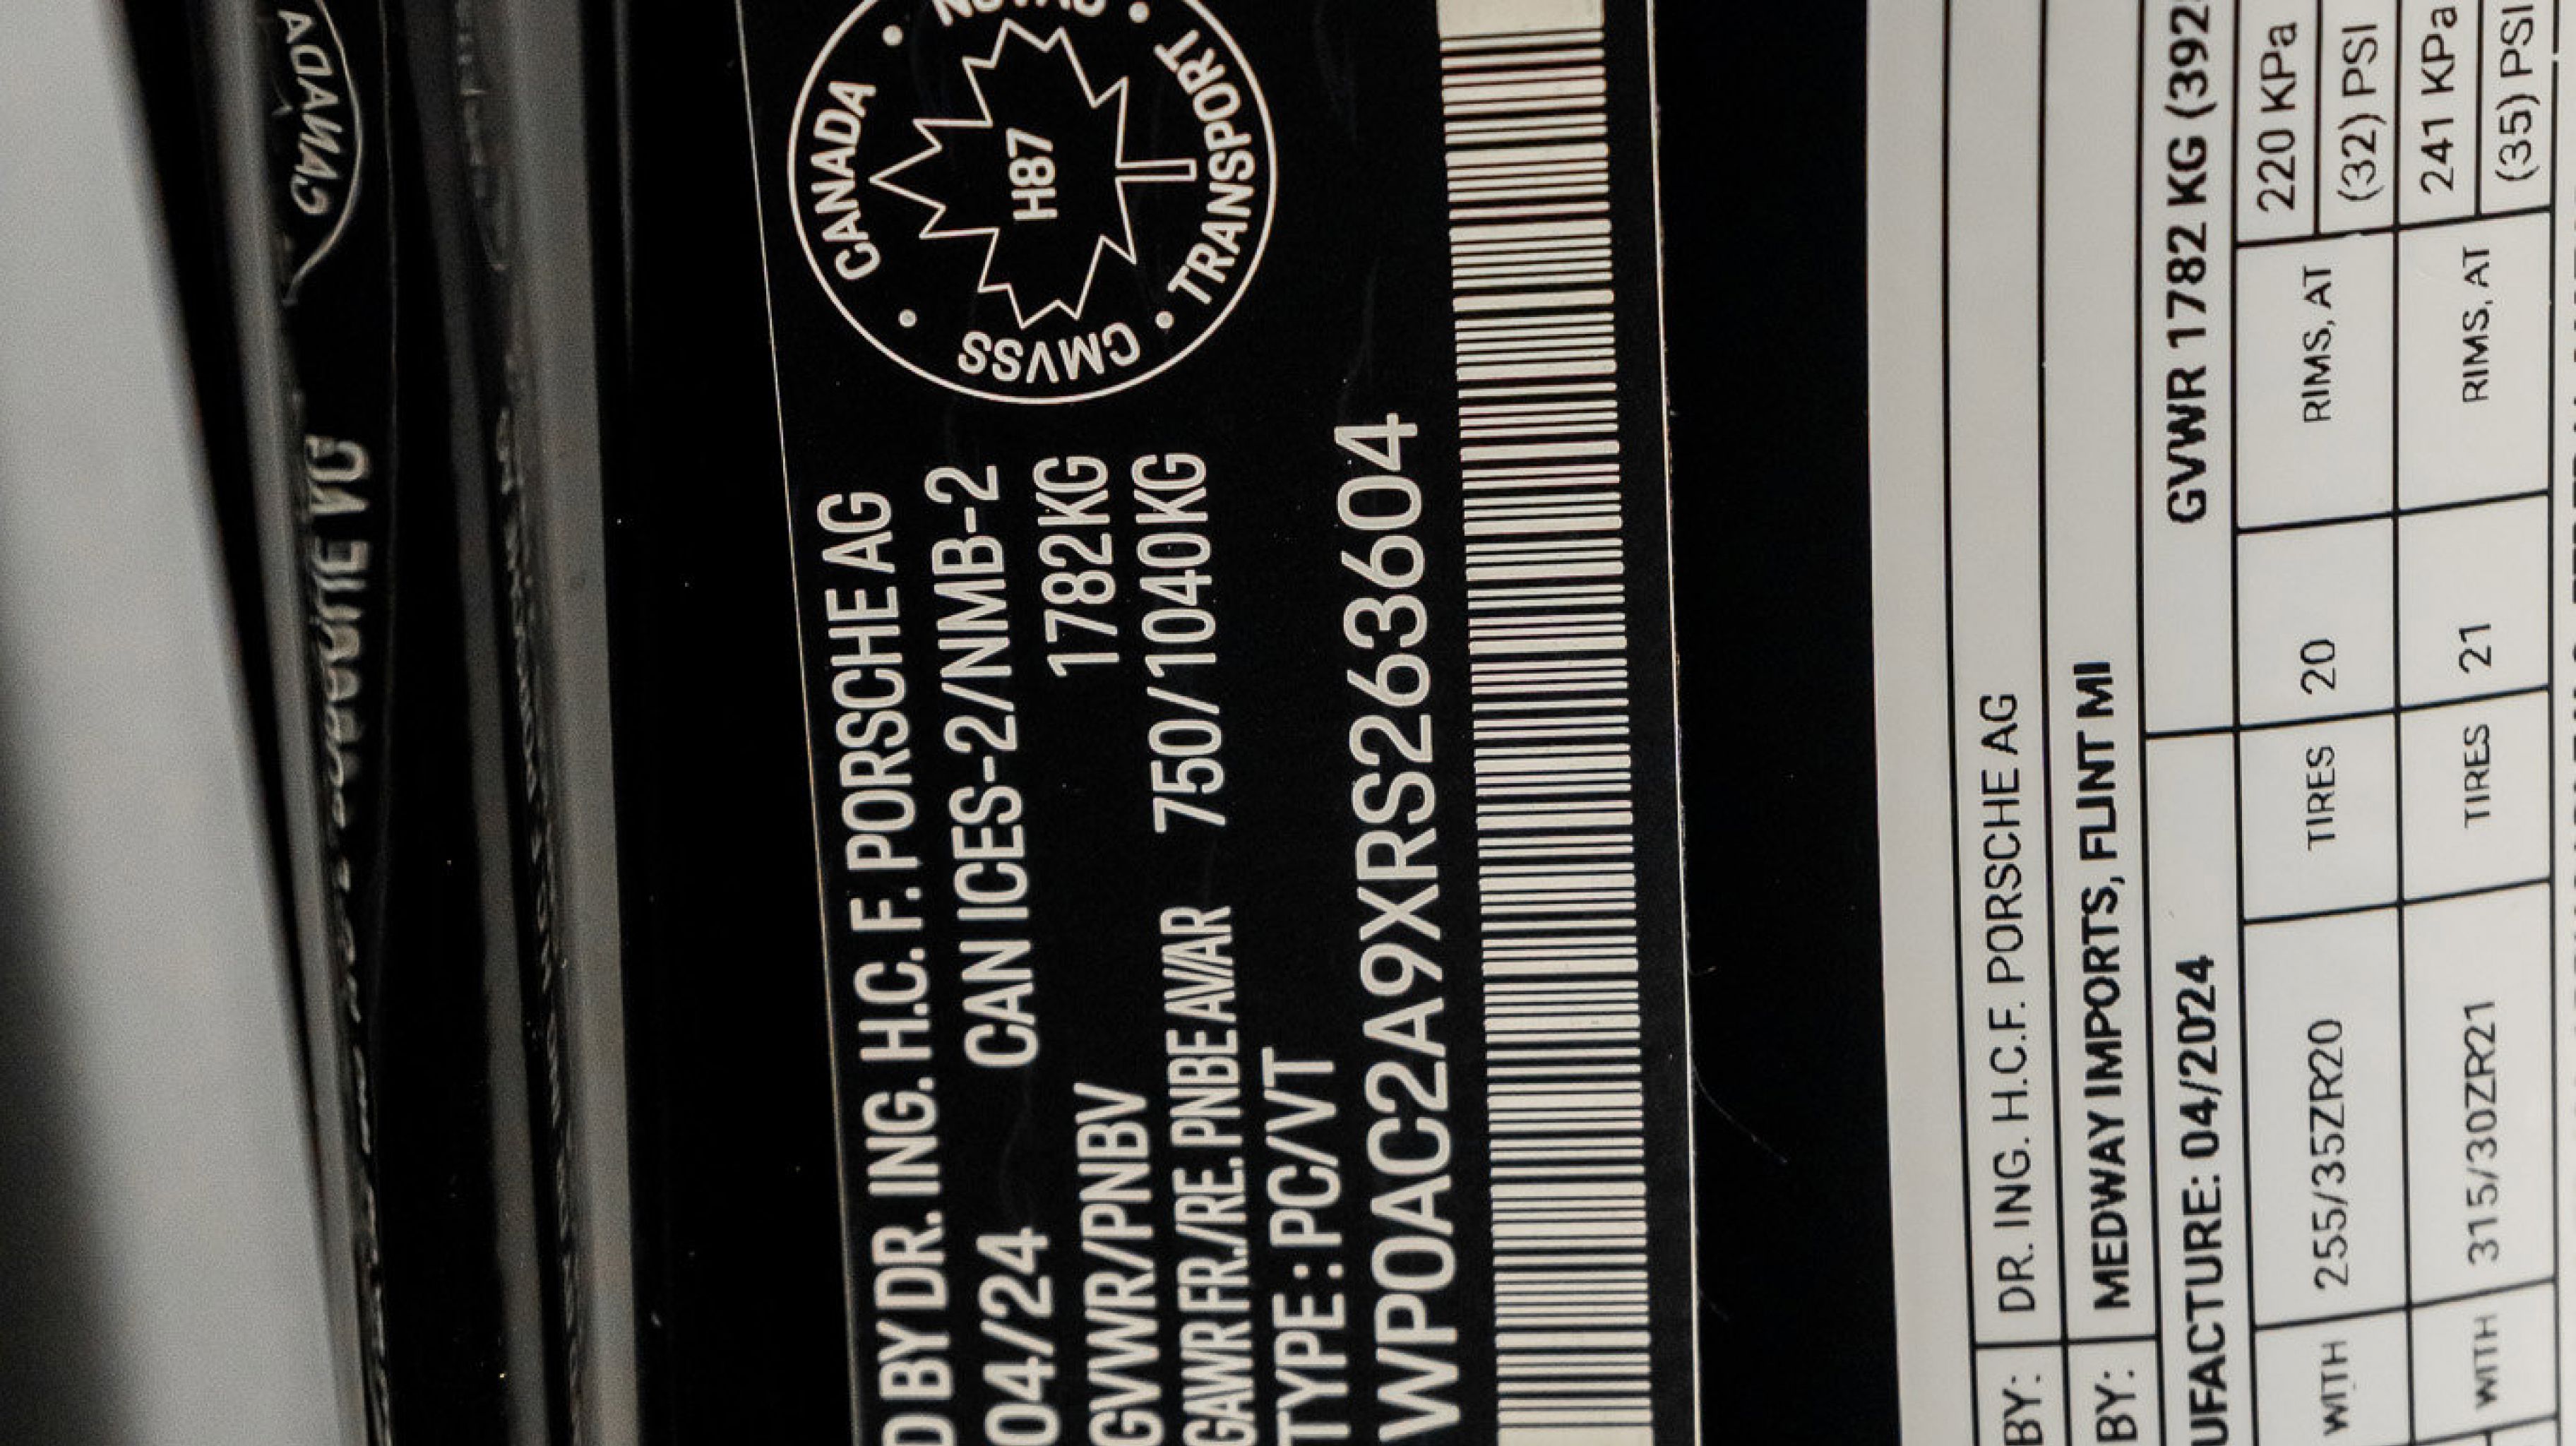 ADAMAS
D BY DR. ING. H.C. F. PORSCHE AG
04/24 CAN ICES-2/NMB-2
GVWR/PNBV 1782KG
GAWR FR./RE. PNBE AV/AR 750/1040KG
TYPE : PC/VT
WP0AC2A9XRS263604
CANADA
TRANSPORT
CMVSS
H87
BY: DR. ING. H.C.F. PORSCHE AG
BY: MEDWAY IMPORTS, FLINT MI
UFACTURE: 04/2024 GVWR 1782 KG (392
WITH 255/35ZR20 TIRES 20 RIMS, AT 220 KPa
(32) PSI
WITH 315/30ZR21 TIRES 21 RIMS, AT 241 KPa
(35) PSI